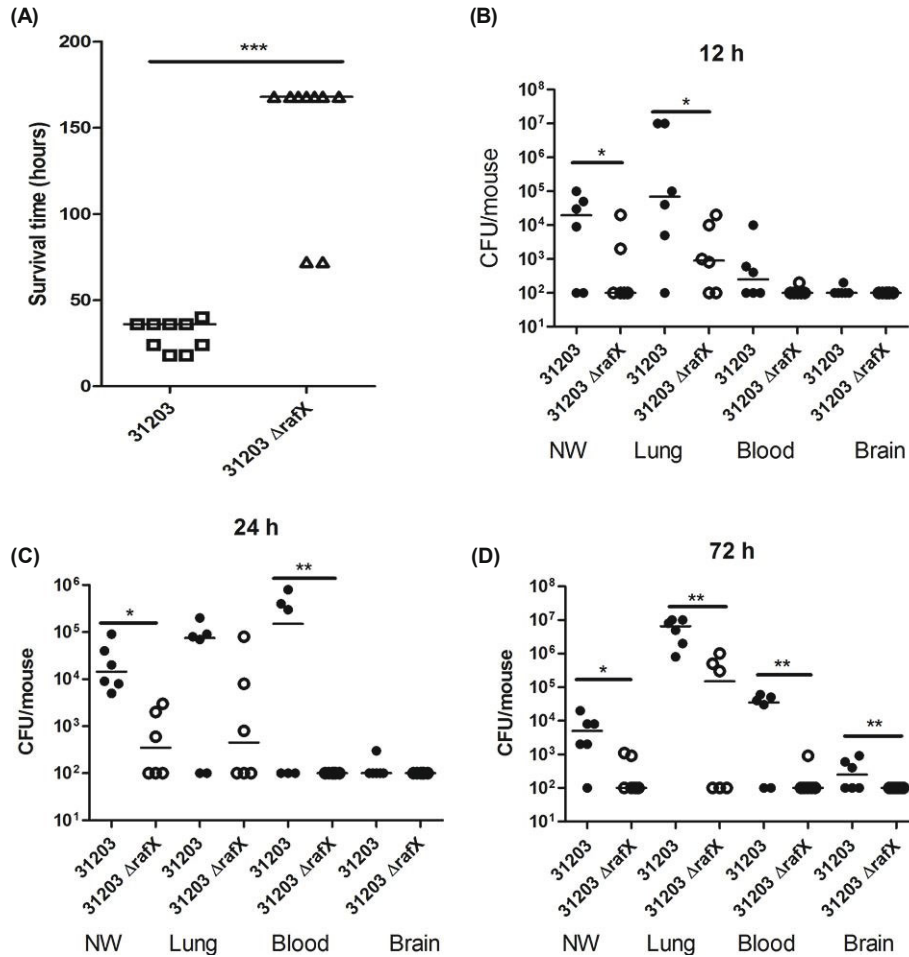 (A)
***
200
150
100
50
0
Survival time (hours)
31203
31203 ΔrafX
(B)
12 h
10⁸
10⁷
10⁶
10⁵
10⁴
10³
10²
10¹
CFU/mouse
*
*
31203
31203 ΔrafX
31203
31203 ΔrafX
31203
31203 ΔrafX
31203
31203 ΔrafX
NW Lung Blood Brain
(C)
24 h
10⁶
10⁵
10⁴
10³
10²
10¹
CFU/mouse
*
**
31203
31203 ΔrafX
31203
31203 ΔrafX
31203
31203 ΔrafX
31203
31203 ΔrafX
NW Lung Blood Brain
(D)
72 h
10⁸
10⁷
10⁶
10⁵
10⁴
10³
10²
10¹
CFU/mouse
*
**
**
**
31203
31203 ΔrafX
31203
31203 ΔrafX
31203
31203 ΔrafX
31203
31203 ΔrafX
NW Lung Blood Brain